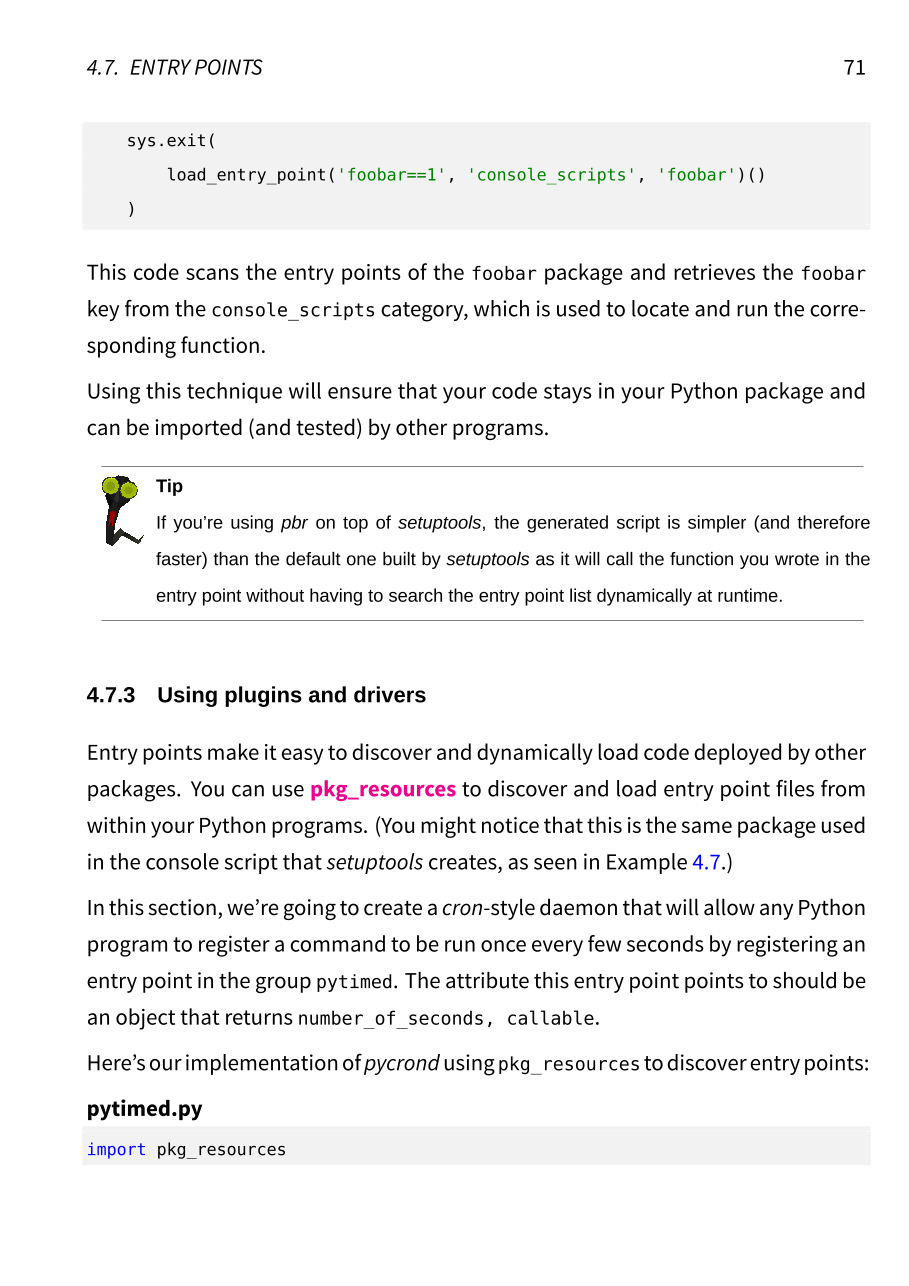 4.7. ENTRY POINTS 71
sys.exit(
load_entry_point('foobar==1', 'console_scripts', 'foobar')()
)
This code scans the entry points of the foobar package and retrieves the foobar
key from the console_scripts category, which is used to locate and run the corre-
sponding function.
Using this technique will ensure that your code stays in your Python package and
can be imported (and tested) by other programs.
Tip
If you’re using pbr on top of setuptools, the generated script is simpler (and therefore
faster) than the default one built by setuptools as it will call the function you wrote in the
entry point without having to search the entry point list dynamically at runtime.
4.7.3 Using plugins and drivers
Entry points make it easy to discover and dynamically load code deployed by other
packages. You can use pkg_resources to discover and load entry point files from
within your Python programs. (You might notice that this is the same package used
in the console script that setuptools creates, as seen in Example 4.7.)
In this section, we’re going to create a cron-style daemon that will allow any Python
program to register a command to be run once every few seconds by registering an
entry point in the group pytimed. The attribute this entry point points to should be
an object that returns number_of_seconds, callable.
Here’s our implementation of pycrond using pkg_resources to discover entry points:
pytimed.py
import pkg_resources